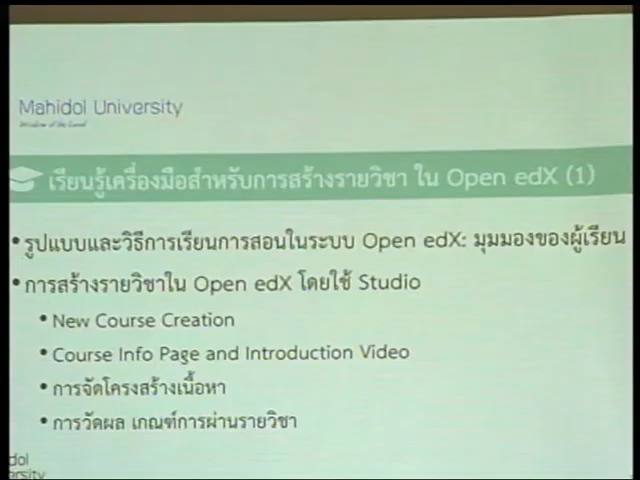 Mahidol University
Wisdom of the Land
เรียนรู้เครื่องมือสำหรับการสร้างรายวิชา ใน Open edX (1)
• รูปแบบและวิธีการเรียนการสอนในระบบ Open edX: มุมมองของผู้เรียน
• การสร้างรายวิชาใน Open edX โดยใช้ Studio
• New Course Creation
• Course Info Page and Introduction Video
• การจัดโครงสร้างเนื้อหา
• การวัดผล เกณฑ์การผ่านรายวิชา
dol
ersity